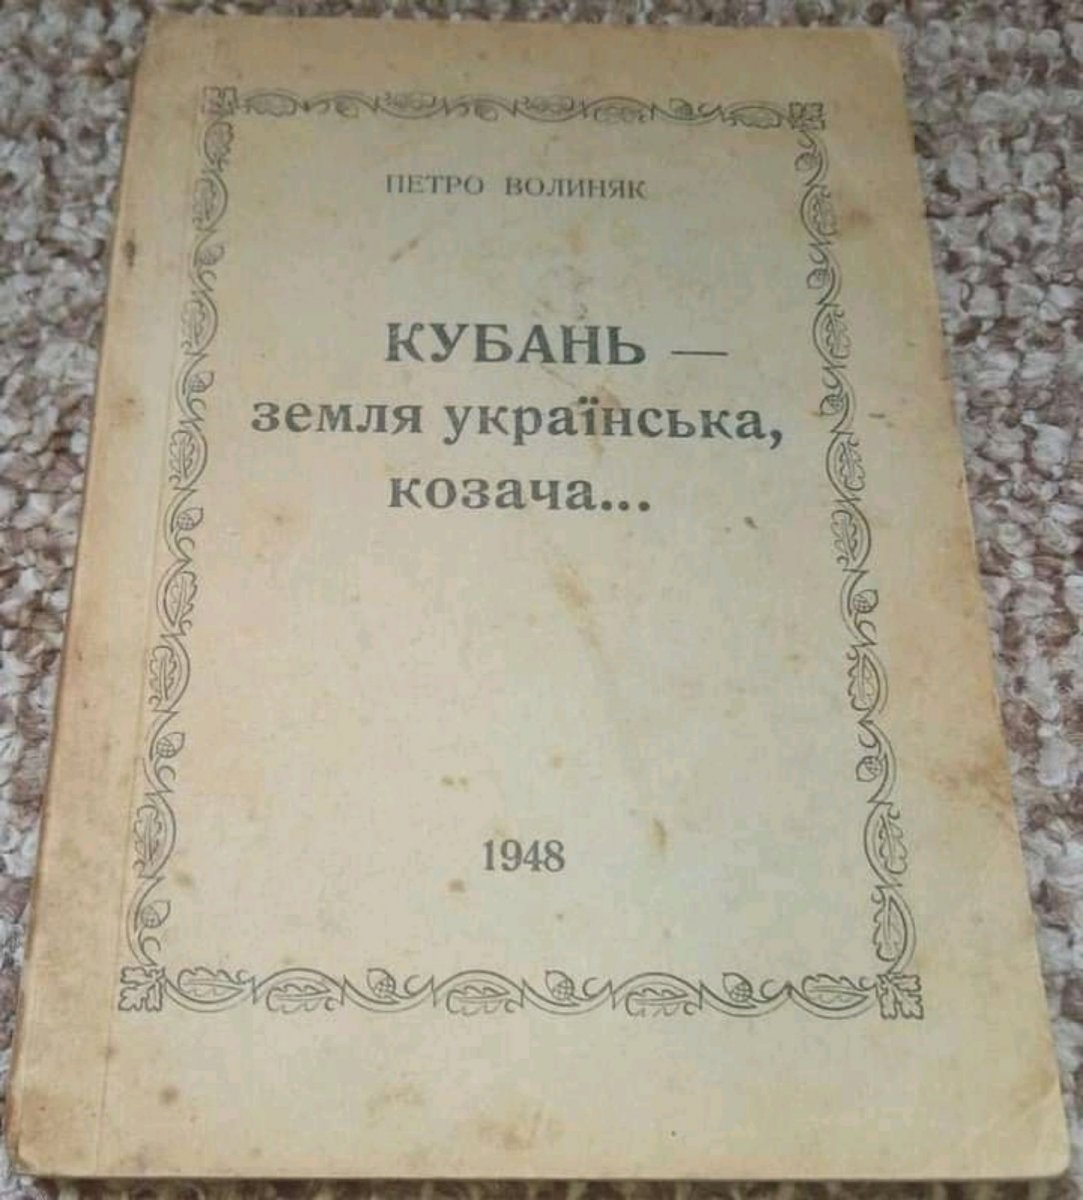 ПЕТРО ВОЛИНЯК
КУБАНЬ —
земля українська,
козача...
1948